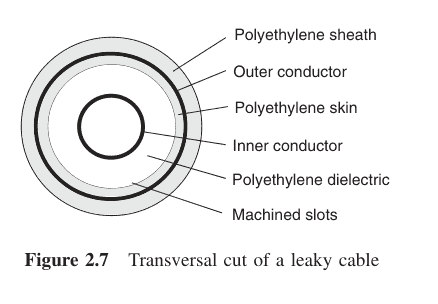 Polyethylene sheath
Outer conductor
Polyethylene skin
Inner conductor
Polyethylene dielectric
Machined slots
Figure 2.7 Transversal cut of a leaky cable